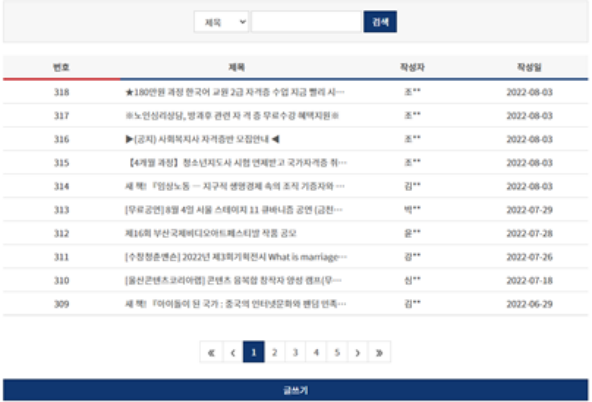 제목 검색
번호 제목 작성자 작성일
318 ★180만원 과정 한국어 교원 2급 자격증 수업 지금 빨리 시… 조** 2022-08-03
317 ※노인심리상담, 방과후 관련 자 격 증 무료수강 혜택지원※ 조** 2022-08-03
316 ▶(공지) 사회복지사 자격증반 모집안내 ◀ 조** 2022-08-03
315 【4개월 과정】청소년지도사 시험 면제받고 국가자격증 취… 조** 2022-08-03
314 새 책! 『임상노동 ― 지구적 생명경제 속의 조직 기증자와 … 김** 2022-08-03
313 [무료공연] 8월 4일 서울 스테이지 11 큐바니즘 공연 (금천… 박** 2022-07-29
312 제16회 부산국제비디오아트페스티벌 작품 공모 윤** 2022-07-28
311 [수창청춘맨숀] 2022년 제3회기획전시 What is marriage… 강** 2022-07-26
310 [울산콘텐츠코리아랩] 콘텐츠 융복합 창작자 양성 캠프(무… 심** 2022-07-18
309 새 책! 『아이돌이 된 국가 : 중국의 인터넷문화와 팬덤 민족… 김** 2022-06-29
« ‹ 1 2 3 4 5 › »
글쓰기